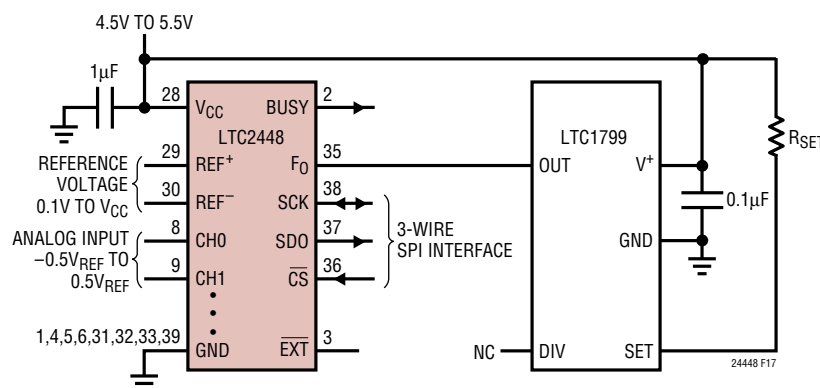 4.5V TO 5.5V
1µF
28
VCC
BUSY
2
LTC2448
LTC1799
RSET
REFERENCE
VOLTAGE
0.1V TO VCC
29
REF+
FO
35
OUT
V+
30
REF−
SCK
38
0.1µF
ANALOG INPUT
−0.5VREF TO
0.5VREF
8
CH0
SDO
37
3-WIRE
SPI INTERFACE
GND
9
CH1
CS
36
1,4,5,6,31,32,33,39
GND
EXT
3
NC
DIV
SET
24448 F17